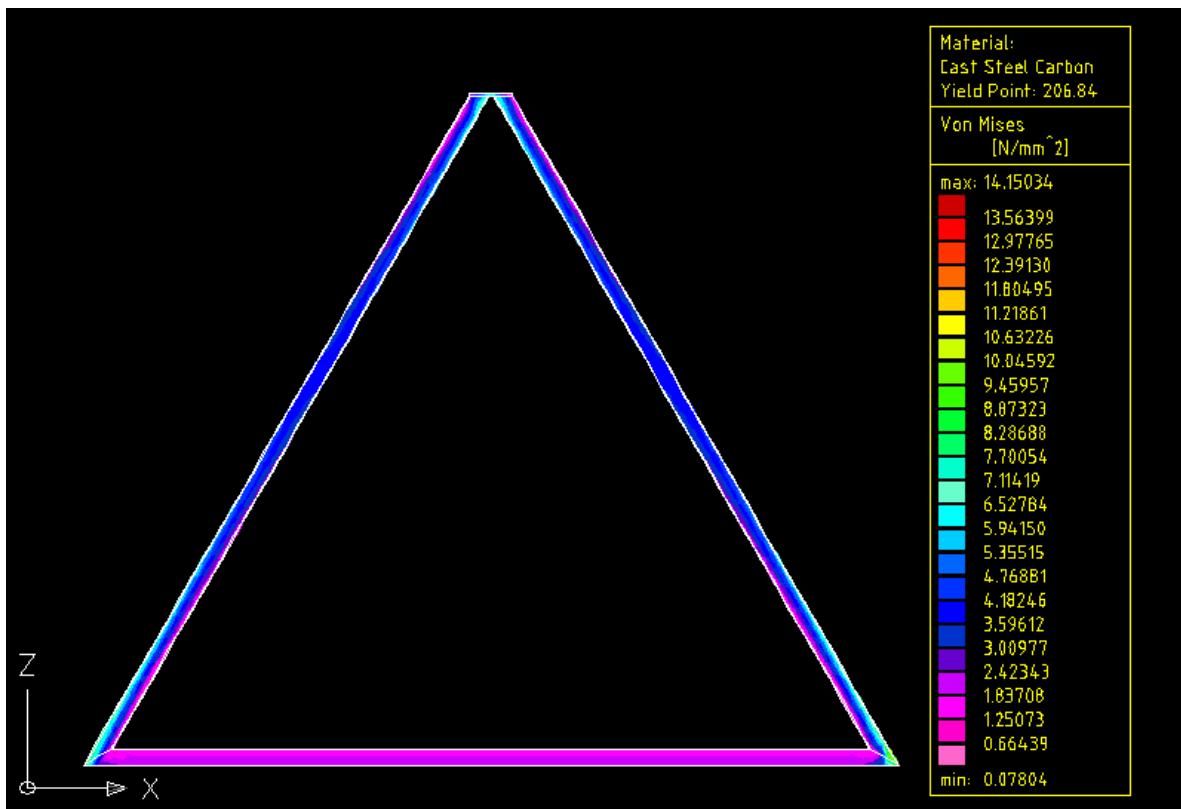 Material:
Cast Steel Carbon
Yield Point: 206.84
Von Mises
[N/mm^2]
max: 14.15034
13.56399
12.97765
12.39130
11.80495
11.21861
10.63226
10.04592
9.45957
8.87323
8.28688
7.70054
7.11419
6.52784
5.94150
5.35515
4.76881
4.18246
3.59612
3.00977
2.42343
1.83708
1.25073
0.66439
min: 0.07804
Z
X